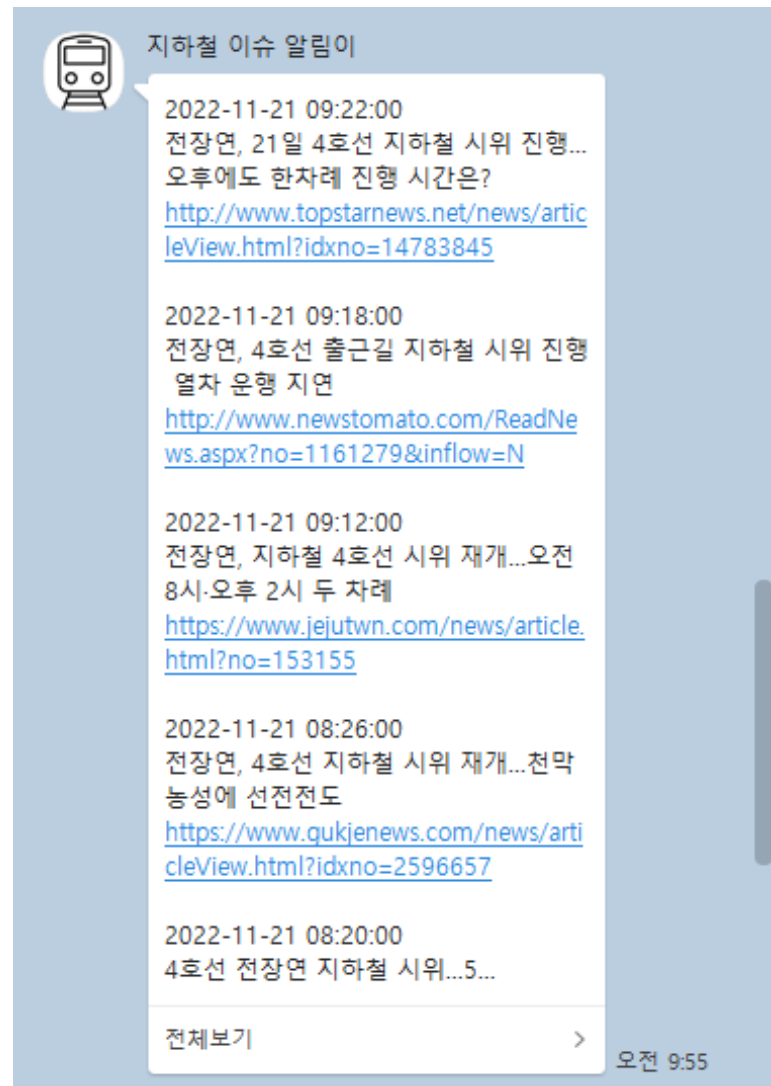 지하철 이슈 알림이
2022-11-21 09:22:00
전장연, 21일 4호선 지하철 시위 진행...
오후에도 한차례 진행 시간은?
http://www.topstarnews.net/news/artic
leView.html?idxno=14783845
2022-11-21 09:18:00
전장연, 4호선 출근길 지하철 시위 진행
열차 운행 지연
http://www.newstomato.com/ReadNe
ws.aspx?no=1161279&inflow=N
2022-11-21 09:12:00
전장연, 지하철 4호선 시위 재개...오전
8시·오후 2시 두 차례
https://www.jejutwn.com/news/article.
html?no=153155
2022-11-21 08:26:00
전장연, 4호선 지하철 시위 재개...천막
농성에 선전전도
https://www.gukjenews.com/news/arti
cleView.html?idxno=2596657
2022-11-21 08:20:00
4호선 전장연 지하철 시위...5...
전체보기
오전 9:55